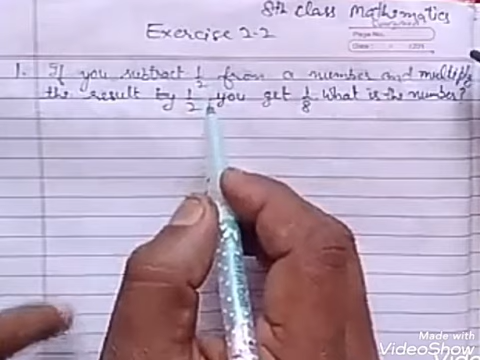 8th class Mathematics
Exercise 2-2
Page No.
Date
1. If you subtract 1/2 from a number and multiply
the result by 1/2 you get 1/8. What is the number?
Made with
VideoShow